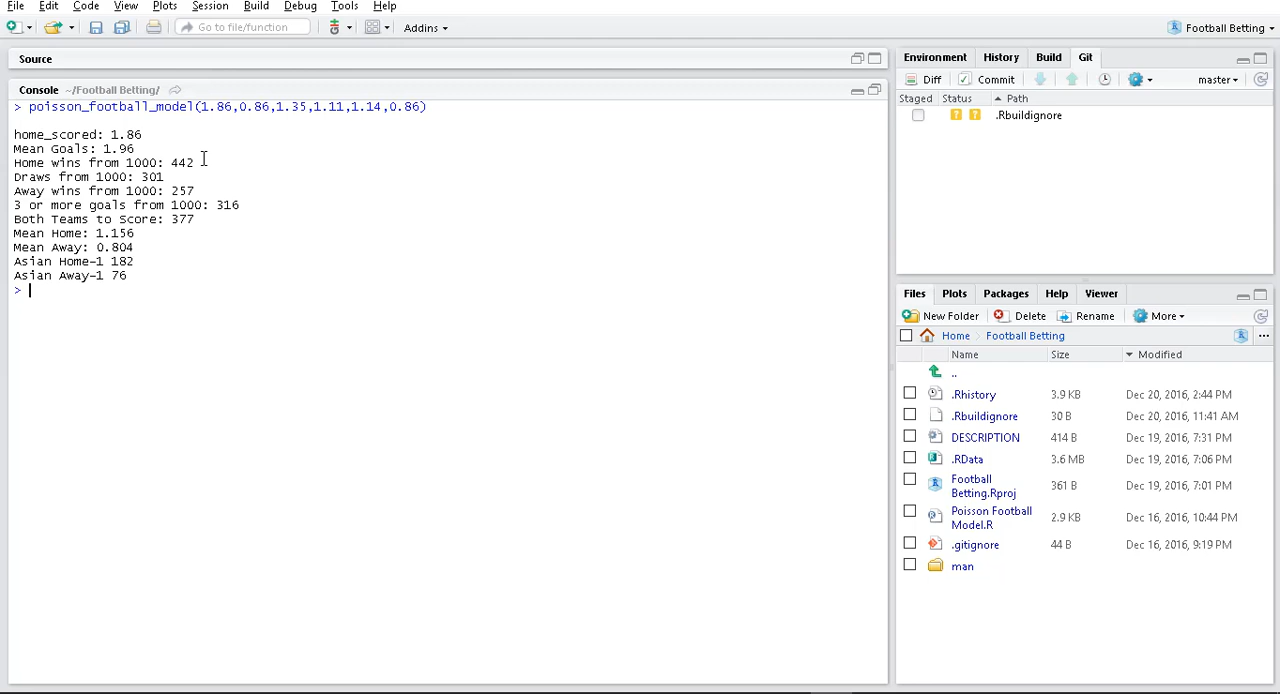 File Edit Code View Plots Session Build Debug Tools Help
Go to file/function Addins Football Betting
Source
Console ~/Football Betting/
> poisson_football_model(1.86,0.86,1.35,1.11,1.14,0.86)
home_scored: 1.86
Mean Goals: 1.96
Home wins from 1000: 442
Draws from 1000: 301
Away wins from 1000: 257
3 or more goals from 1000: 316
Both Teams to Score: 377
Mean Home: 1.156
Mean Away: 0.804
Asian Home-1 182
Asian Away-1 76
>
Environment History Build Git
Diff Commit master
Staged Status Path
? ? .Rbuildignore
Files Plots Packages Help Viewer
New Folder Delete Rename More
Home Football Betting ...
Name Size Modified
..
.Rhistory 3.9 KB Dec 20, 2016, 2:44 PM
.Rbuildignore 30 B Dec 20, 2016, 11:41 AM
DESCRIPTION 414 B Dec 19, 2016, 7:31 PM
.RData 3.6 MB Dec 19, 2016, 7:06 PM
Football
Betting.Rproj 361 B Dec 19, 2016, 7:01 PM
Poisson Football
Model.R 2.9 KB Dec 16, 2016, 10:44 PM
.gitignore 44 B Dec 16, 2016, 9:19 PM
man